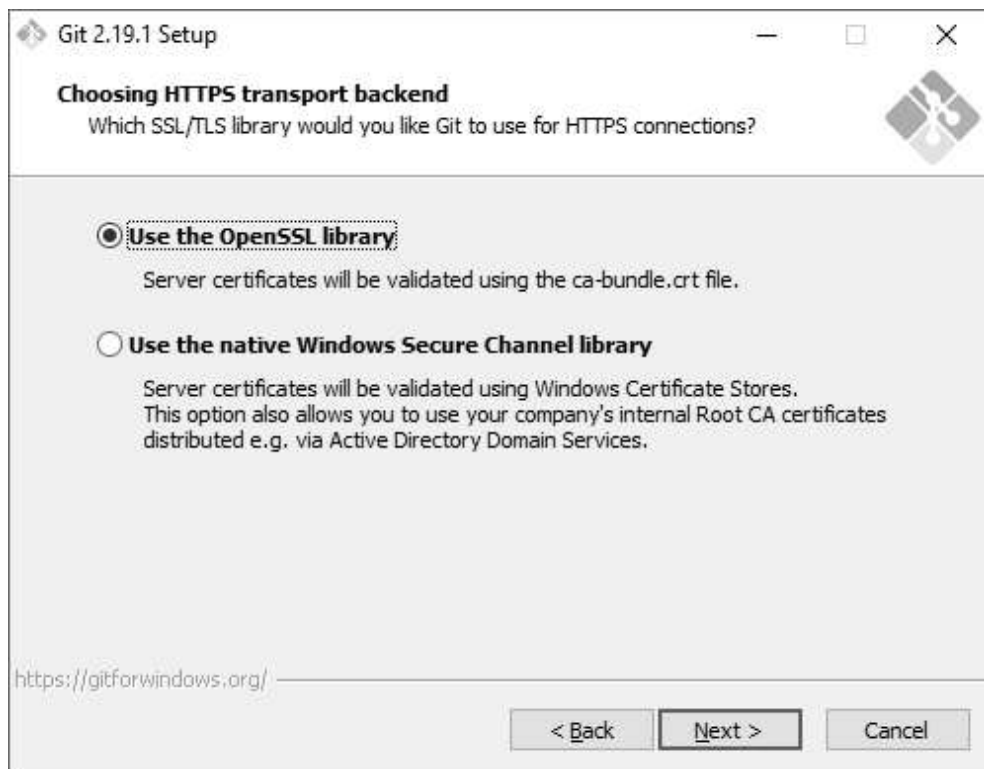 Git 2.19.1 Setup
Choosing HTTPS transport backend
Which SSL/TLS library would you like Git to use for HTTPS connections?
Use the OpenSSL library
Server certificates will be validated using the ca-bundle.crt file.
Use the native Windows Secure Channel library
Server certificates will be validated using Windows Certificate Stores.
This option also allows you to use your company's internal Root CA certificates
distributed e.g. via Active Directory Domain Services.
https://gitforwindows.org/
< Back Next > Cancel